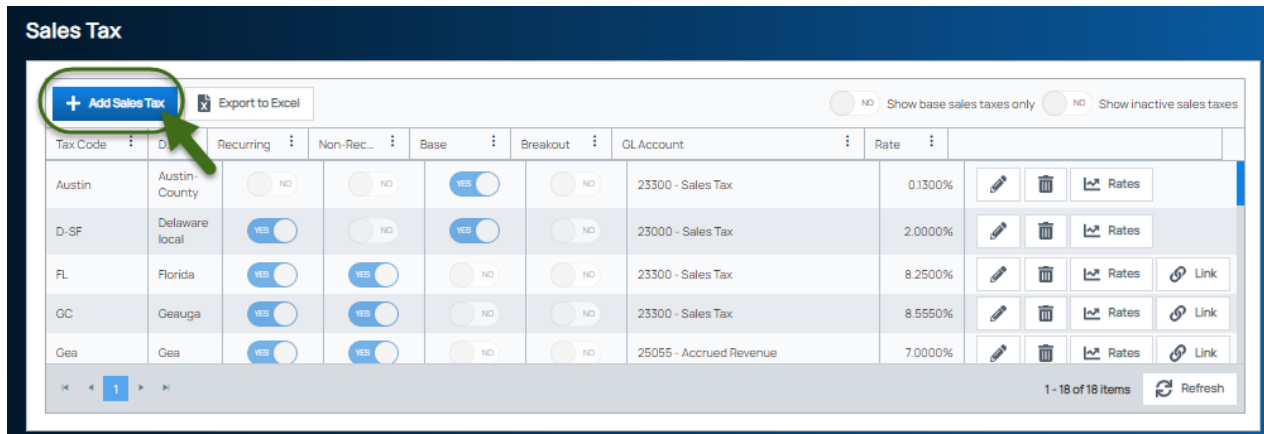 Sales Tax
+ Add Sales Tax Export to Excel NO Show base sales taxes only NO Show inactive sales taxes
Tax Code D Recurring Non-Rec... Base Breakout GL Account Rate
Austin Austin-County NO NO YES NO 23300 - Sales Tax 0.1300% Rates
D-SF Delaware local YES NO YES NO 23000 - Sales Tax 2.0000% Rates
FL Florida YES YES NO NO 23300 - Sales Tax 8.2500% Rates Link
GC Geauga YES YES NO NO 23300 - Sales Tax 8.5550% Rates Link
Gea Gea YES YES NO NO 25055 - Accrued Revenue 7.0000% Rates Link
1 1 - 18 of 18 items Refresh